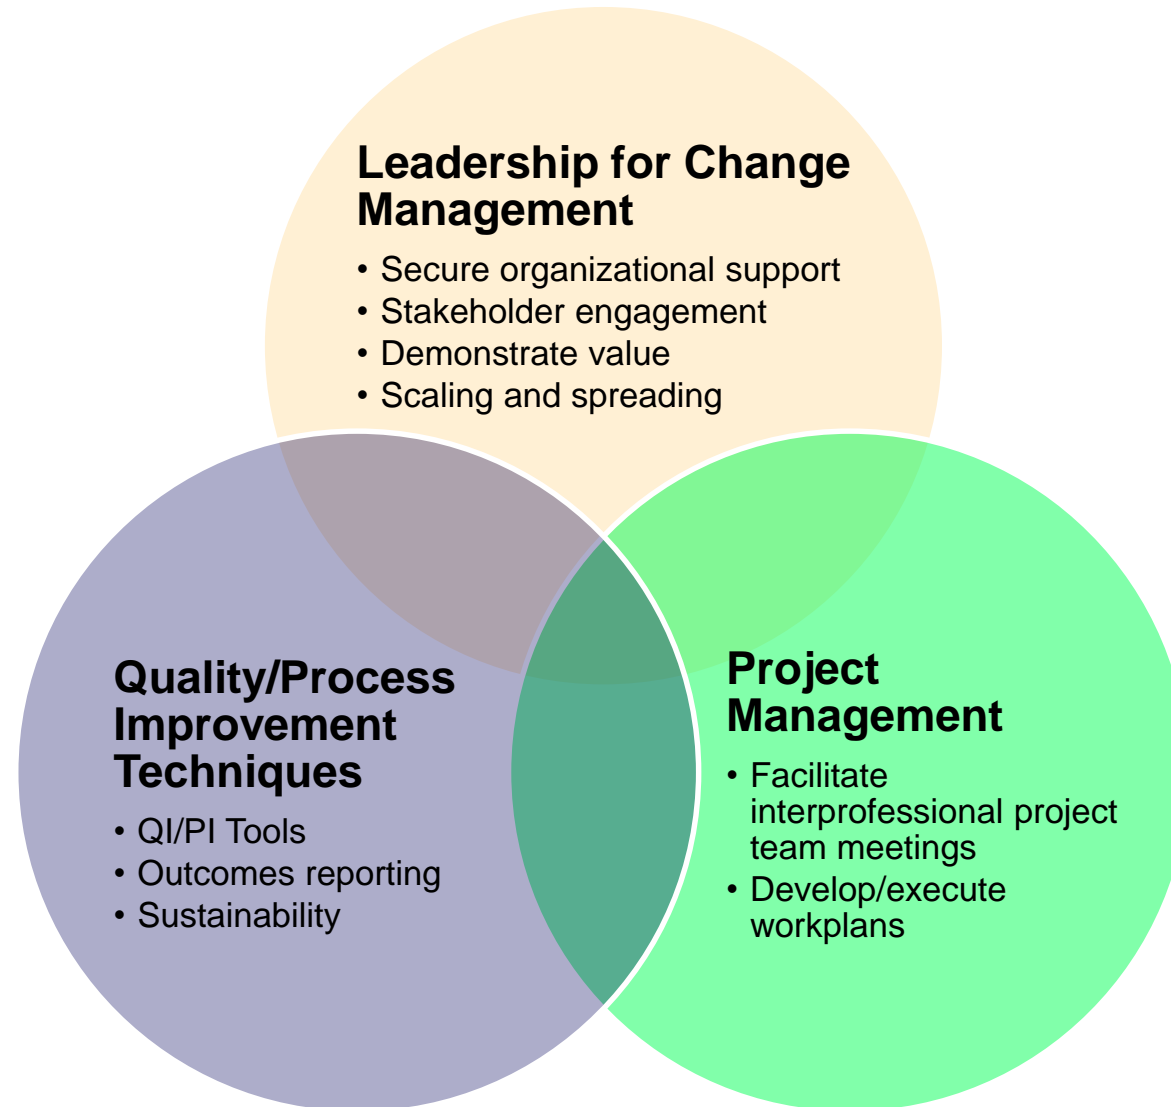 Leadership for Change
Management
• Secure organizational support
• Stakeholder engagement
• Demonstrate value
• Scaling and spreading
Quality/Process
Improvement
Techniques
• QI/PI Tools
• Outcomes reporting
• Sustainability
Project
Management
• Facilitate
interprofessional project
team meetings
• Develop/execute
workplans